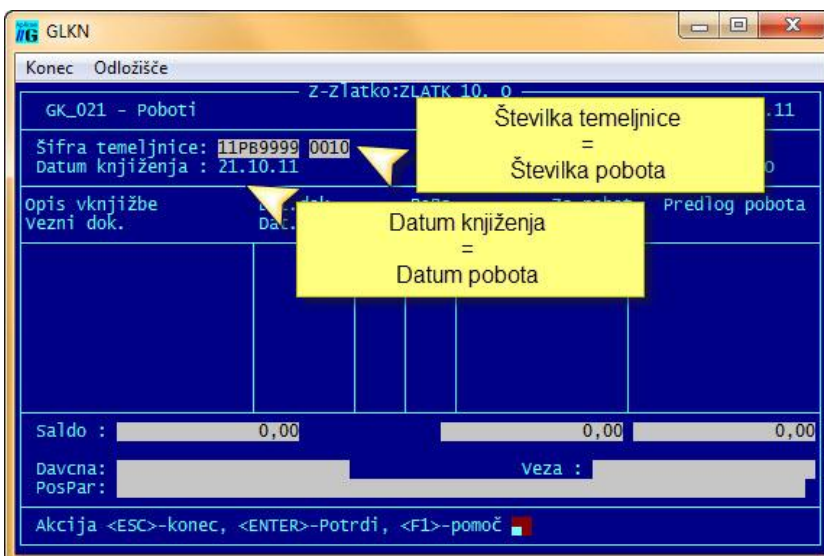 GLKN
Konec Odložišče
Z-Zlatko:ZLATK 10. O
GK_021 - Poboti .11
Šifra temeljnice: 11PB9999 0010
Datum knjiženja : 21.10.11
Številka temeljnice
=
Številka pobota
Opis vknjižbe Predlog pobota
Vezni dok. Dat.
Datum knjiženja
=
Datum pobota
Saldo : 0,00 0,00 0,00
Davcna: Veza :
PosPar:
Akcija <ESC>-konec, <ENTER>-Potrdi, <F1>-pomoč